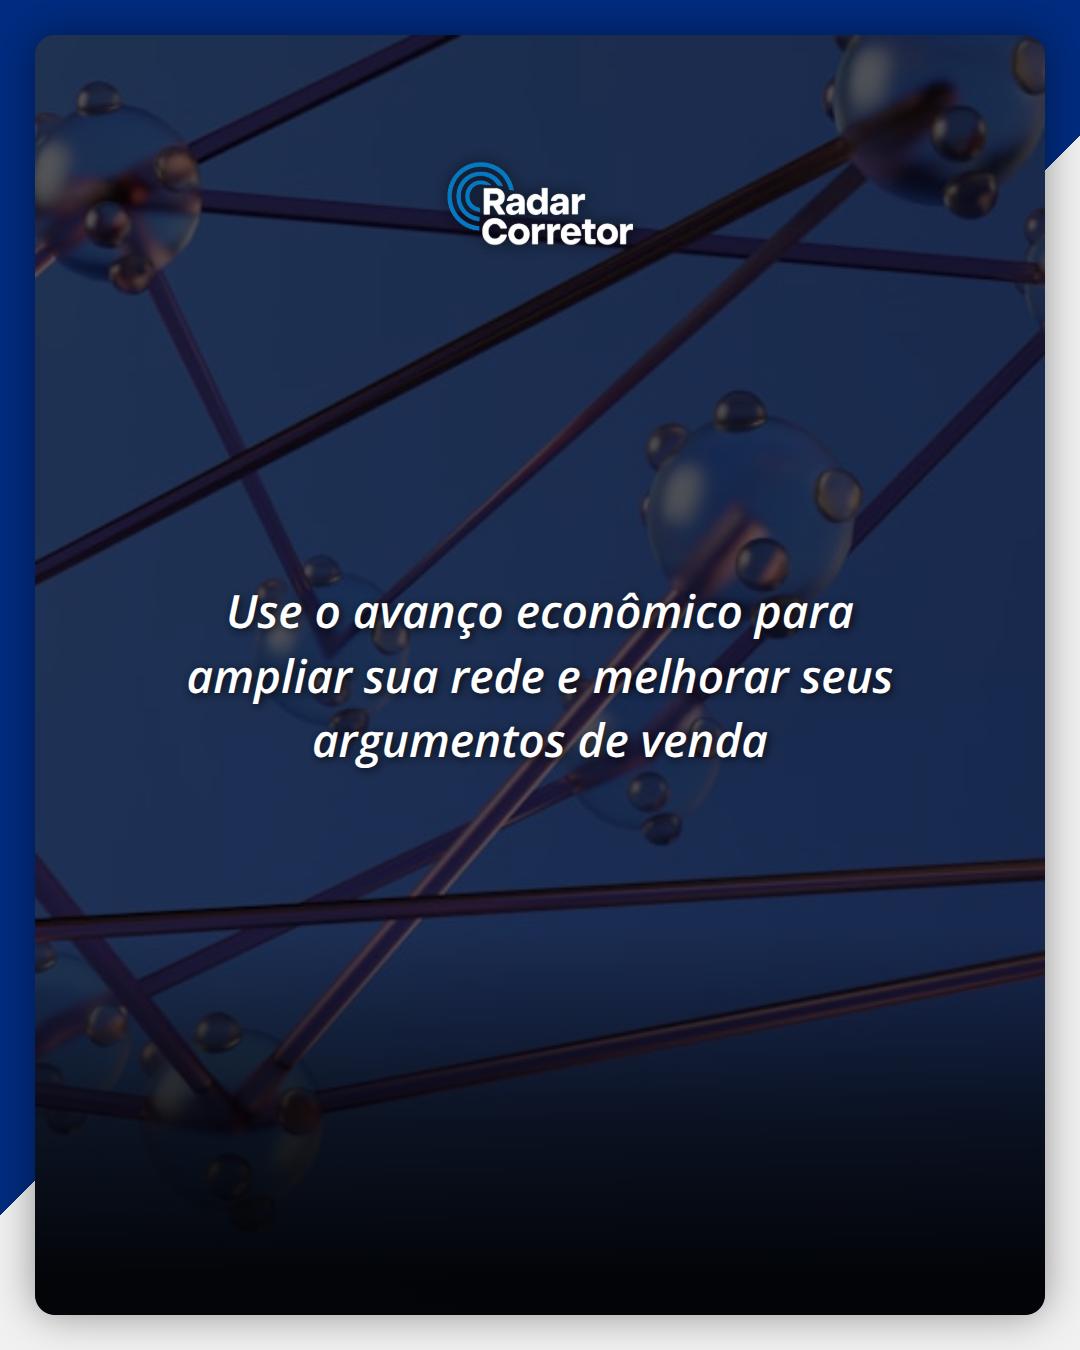 Radar
Corretor
Use o avanço econômico para
ampliar sua rede e melhorar seus
argumentos de venda